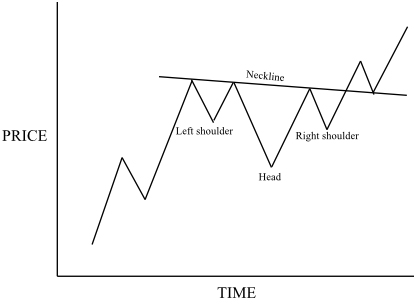 Neckline
Left shoulder
Right shoulder
PRICE
Head
TIME